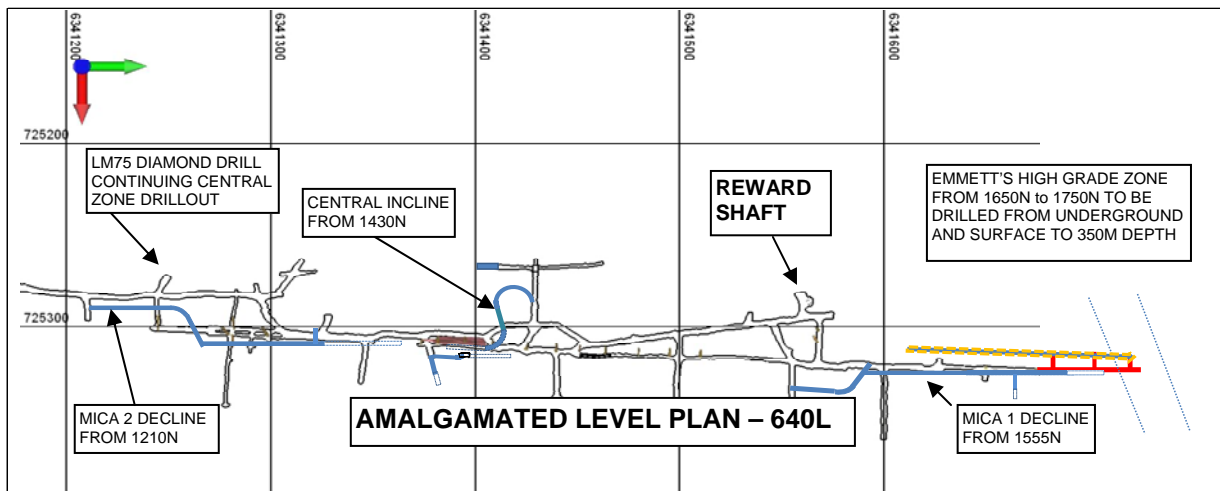 6341200
6341300
6341400
6341500
6341600
725200
LM75 DIAMOND DRILL
CONTINUING CENTRAL
ZONE DRILLOUT
CENTRAL INCLINE
FROM 1430N
REWARD
SHAFT
EMMETT'S HIGH GRADE ZONE
FROM 1650N to 1750N TO BE
DRILLED FROM UNDERGROUND
AND SURFACE TO 350M DEPTH
725300
MICA 2 DECLINE
FROM 1210N
AMALGAMATED LEVEL PLAN – 640L
MICA 1 DECLINE
FROM 1555N